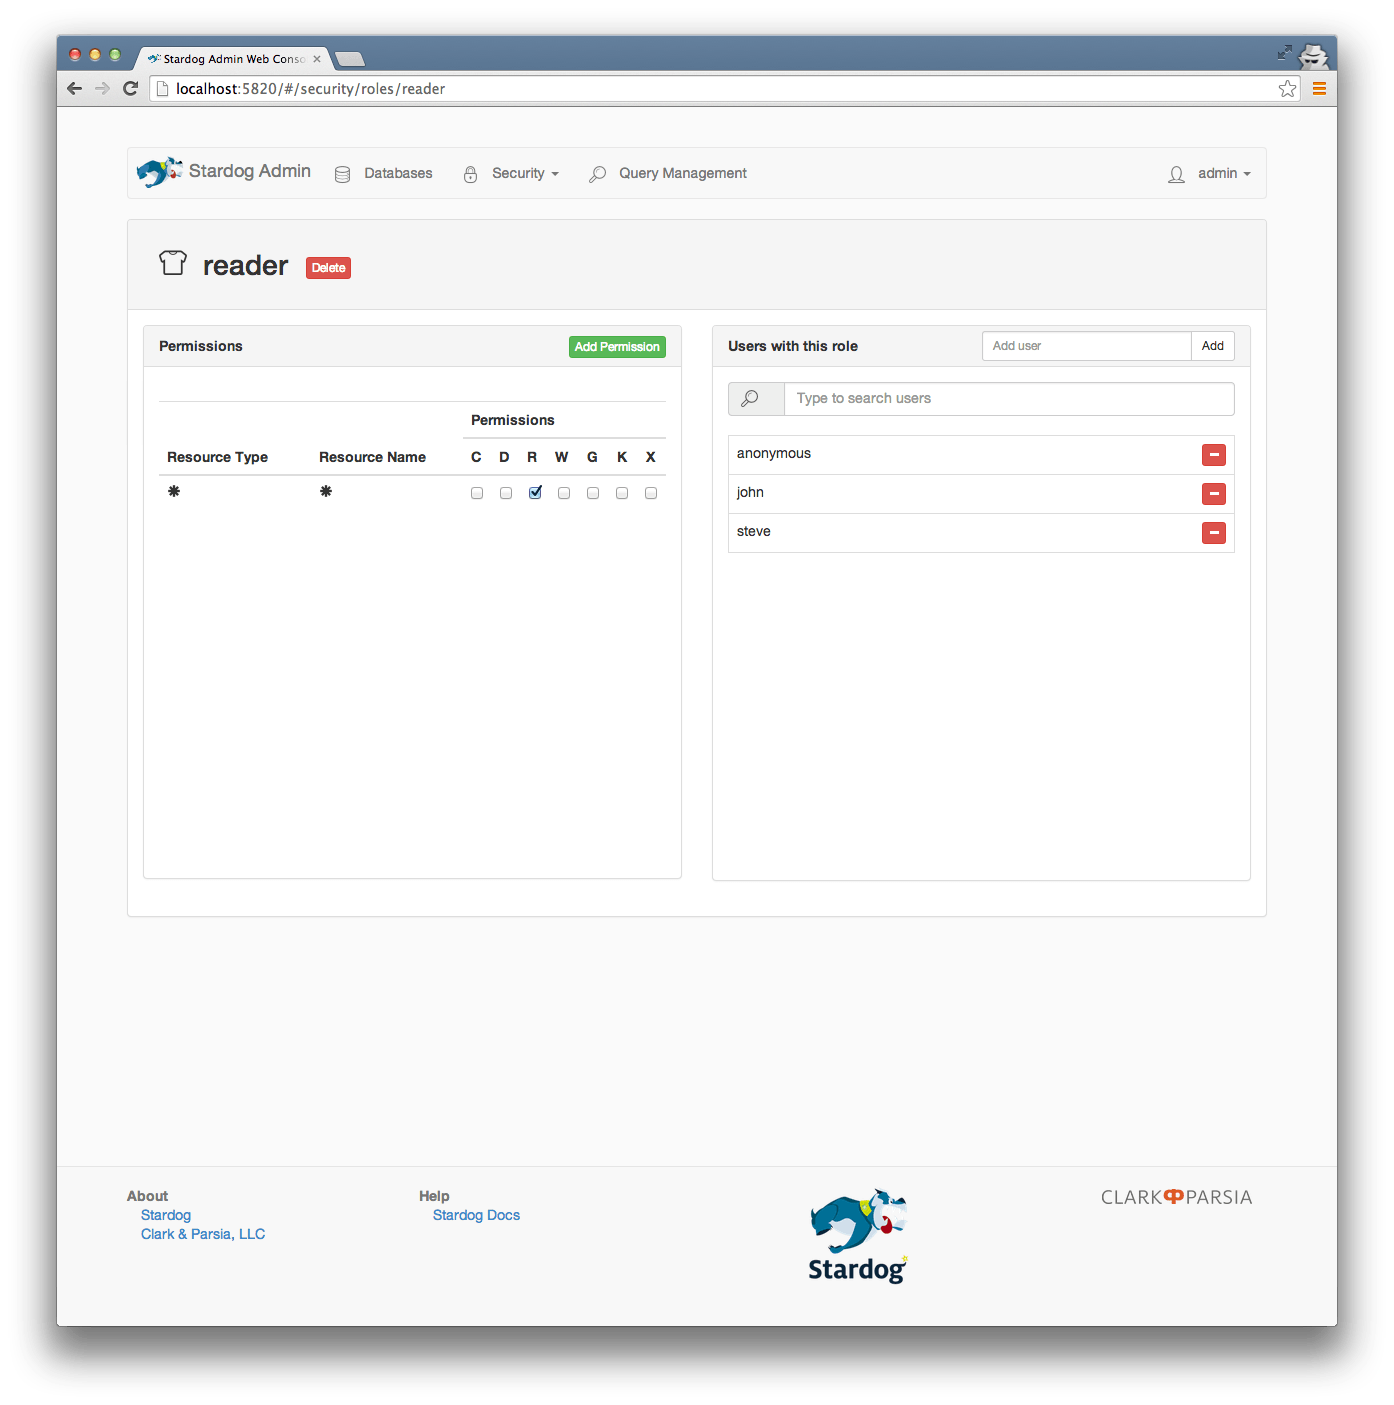 Stardog Admin Web Conso
localhost:5820/#/security/roles/reader
Stardog Admin Databases Security Query Management admin
reader Delete
Permissions Add Permission
Permissions
Resource Type Resource Name C D R W G K X
* *
Users with this role Add user Add
Type to search users
anonymous
john
steve
About
Stardog
Clark & Parsia, LLC
Help
Stardog Docs
Stardog
CLARK PARSIA